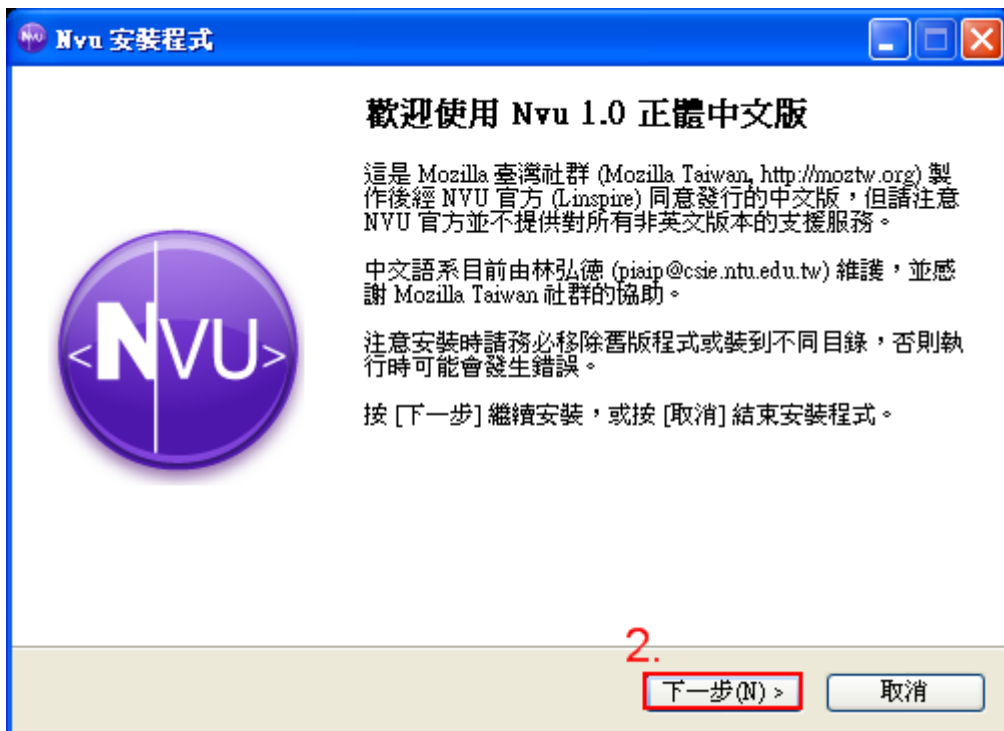 Nvu 安裝程式
歡迎使用 Nvu 1.0 正體中文版
這是 Mozilla 臺灣社群 (Mozilla Taiwan, http://moztw.org) 製
作後經 NVU 官方 (Linspire) 同意發行的中文版，但請注意
NVU 官方並不提供對所有非英文版本的支援服務。
中文語系目前由林弘德 (piaip@csie.ntu.edu.tw) 維護，並感
謝 Mozilla Taiwan 社群的協助。
注意安裝時請務必移除舊版程式或裝到不同目錄，否則執
行時可能會發生錯誤。
按 [下一步] 繼續安裝，或按 [取消] 結束安裝程式。
<NVU>
2.
下一步(N) >
取消